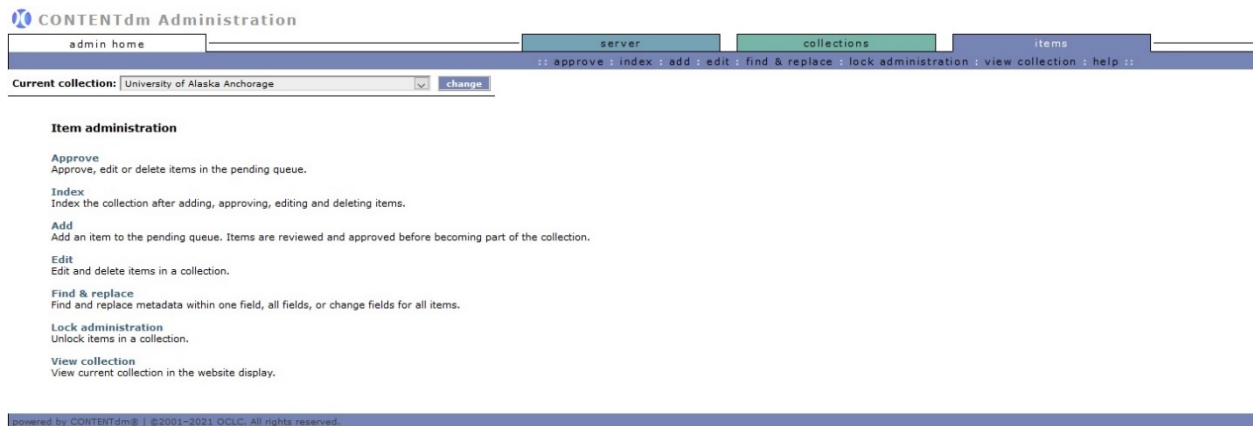 CONTENTdm Administration
admin home
server
collections
items
:: approve : index : add : edit : find & replace : lock administration : view collection : help ::
Current collection: University of Alaska Anchorage change
Item administration
Approve
Approve, edit or delete items in the pending queue.
Index
Index the collection after adding, approving, editing and deleting items.
Add
Add an item to the pending queue. Items are reviewed and approved before becoming part of the collection.
Edit
Edit and delete items in a collection.
Find & replace
Find and replace metadata within one field, all fields, or change fields for all items.
Lock administration
Unlock items in a collection.
View collection
View current collection in the website display.
powered by CONTENTdm® | ©2001-2021 OCLC. All rights reserved.